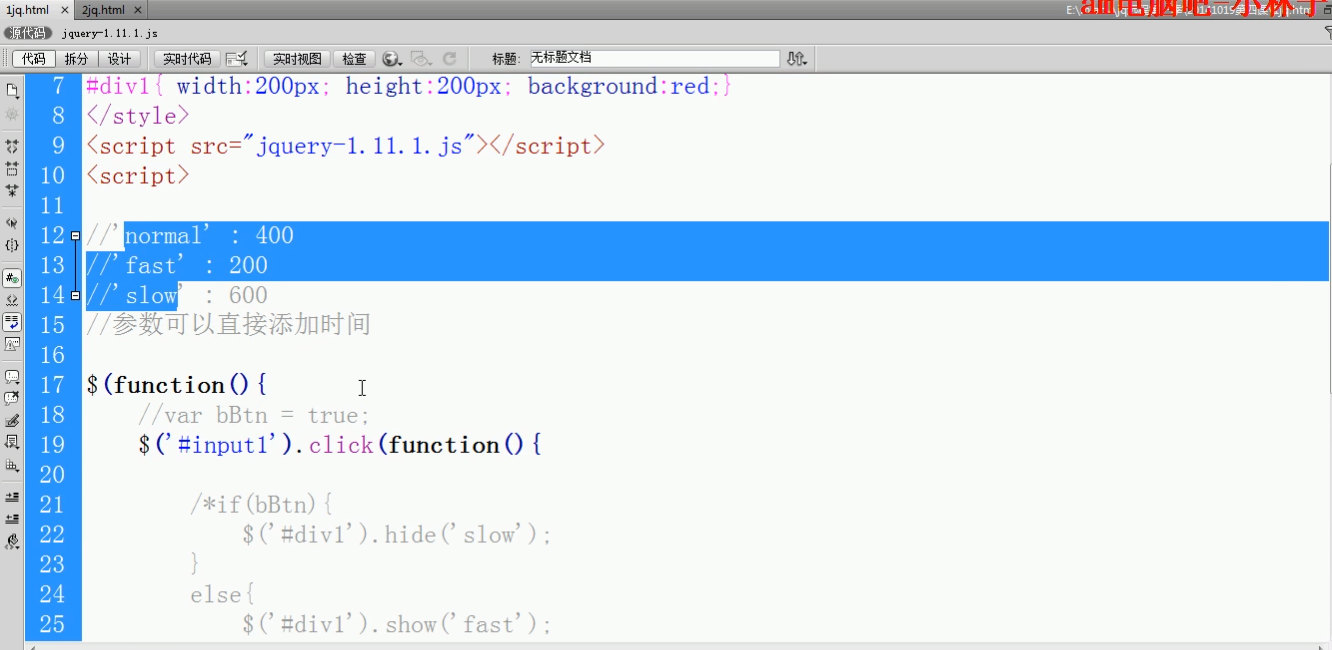 1jq.html × 2jq.html ×
源代码 jquery-1.11.1.js
代码 拆分 设计 实时代码 实时视图 检查 标题: 无标题文档
7 #div1{ width:200px; height:200px; background:red;}
8 </style>
9 <script src="jquery-1.11.1.js"></script>
10 <script>
11
12 //'normal' : 400
13 //'fast' : 200
14 //'slow' : 600
15 //参数可以直接添加时间
16
17 $(function(){
18 //var bBtn = true;
19 $('#input1').click(function(){
20
21 /*if(bBtn){
22 $('#div1').hide('slow');
23 }
24 else{
25 $('#div1').show('fast');